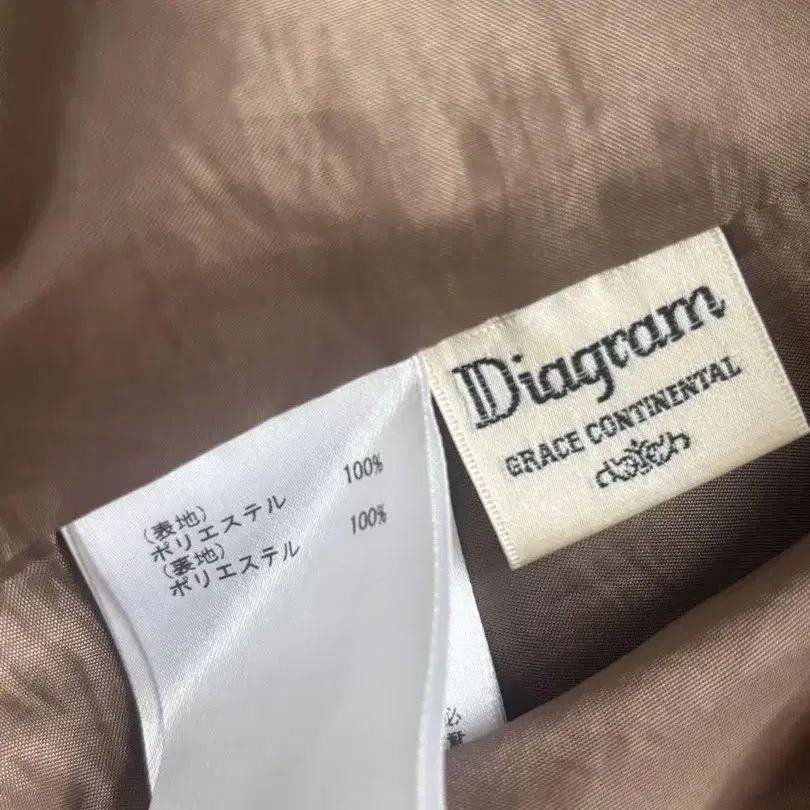 Diagram
GRACE CONTINENTAL
(表地)
ポリエステル 100%
(裏地)
ポリエステル 100%
必